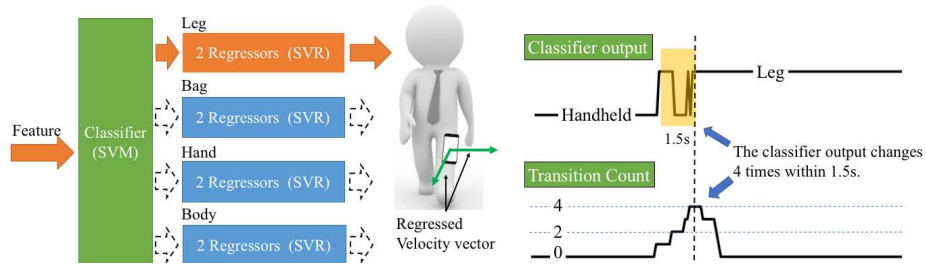 Feature
Classifier
(SVM)
Leg
2 Regressors (SVR)
Bag
2 Regressors (SVR)
Hand
2 Regressors (SVR)
Body
2 Regressors (SVR)
Regressed
Velocity vector
Classifier output
Leg
Handheld
1.5s
The classifier output changes
4 times within 1.5s.
Transition Count
4
2
0